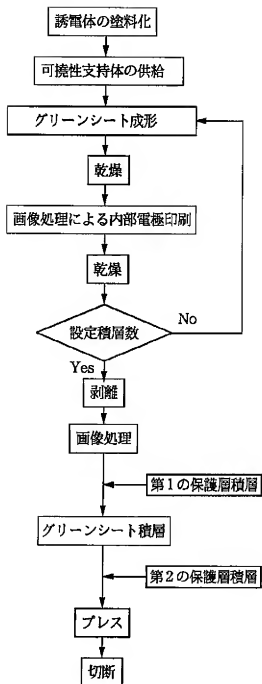 誘電体の塗料化
可撓性支持体の供給
グリーンシート成形
乾燥
画像処理による内部電極印刷
乾燥
設定積層数
No
Yes
剥離
画像処理
第1の保護層積層
グリーンシート積層
第2の保護層積層
プレス
切断